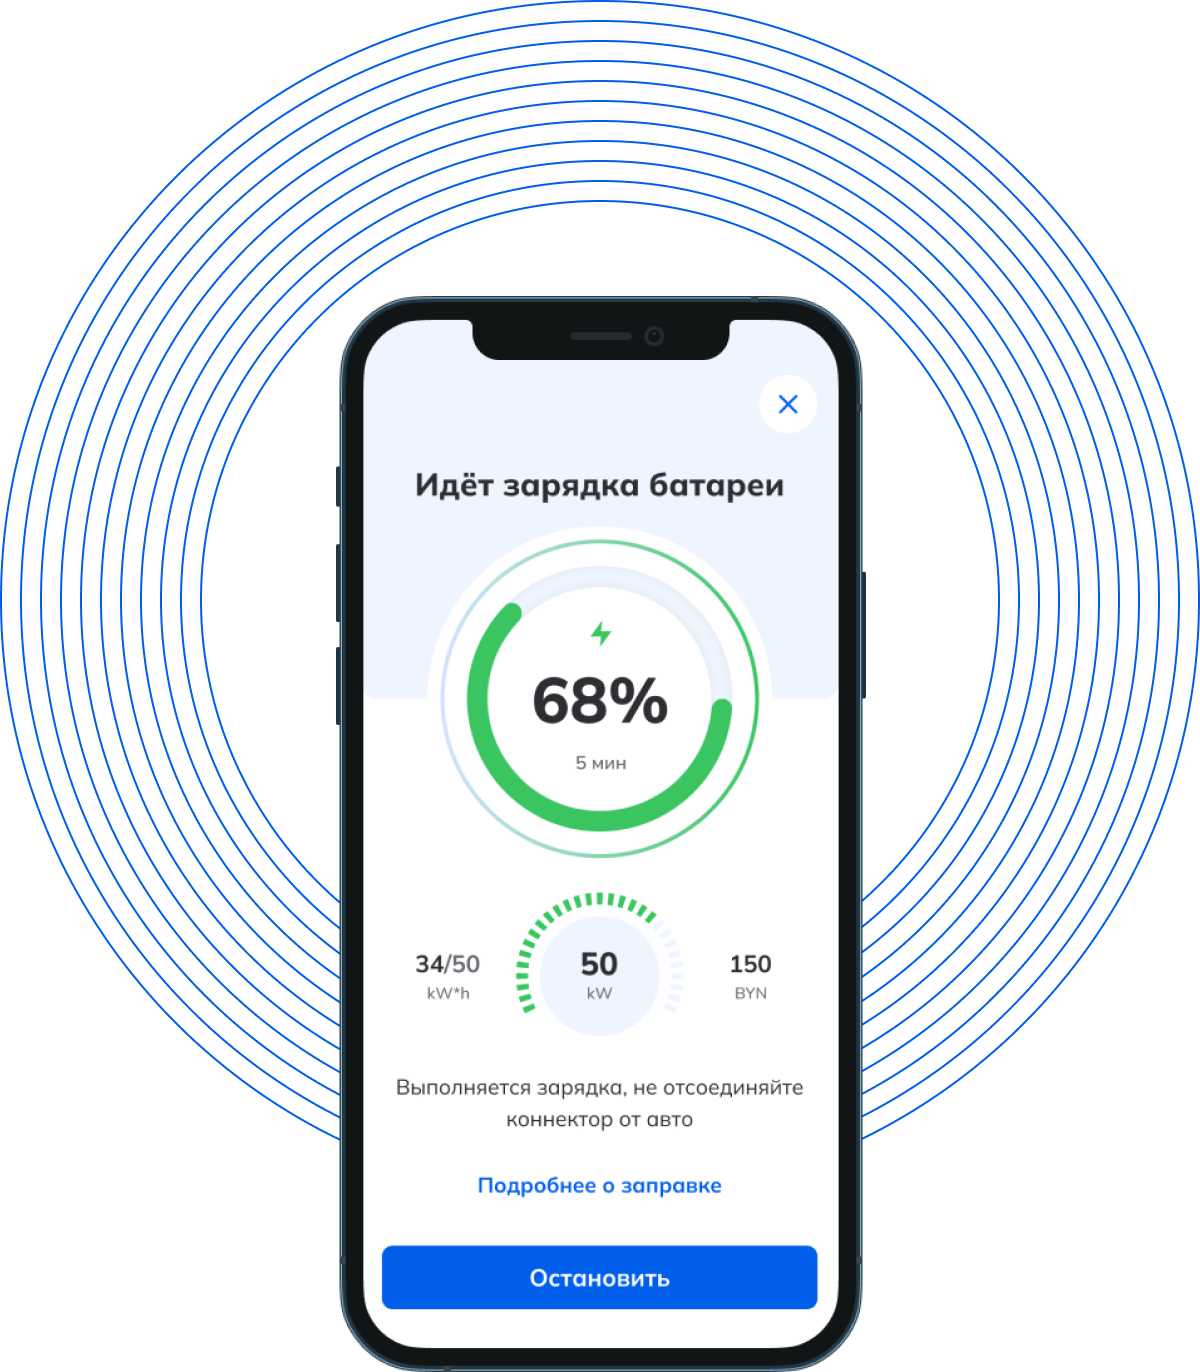 Идёт зарядка батареи
68%
5 мин
34/50
kW*h
50
kW
150
BYN
Выполняется зарядка, не отсоединяйте
коннектор от авто
Подробнее о заправке
Остановить